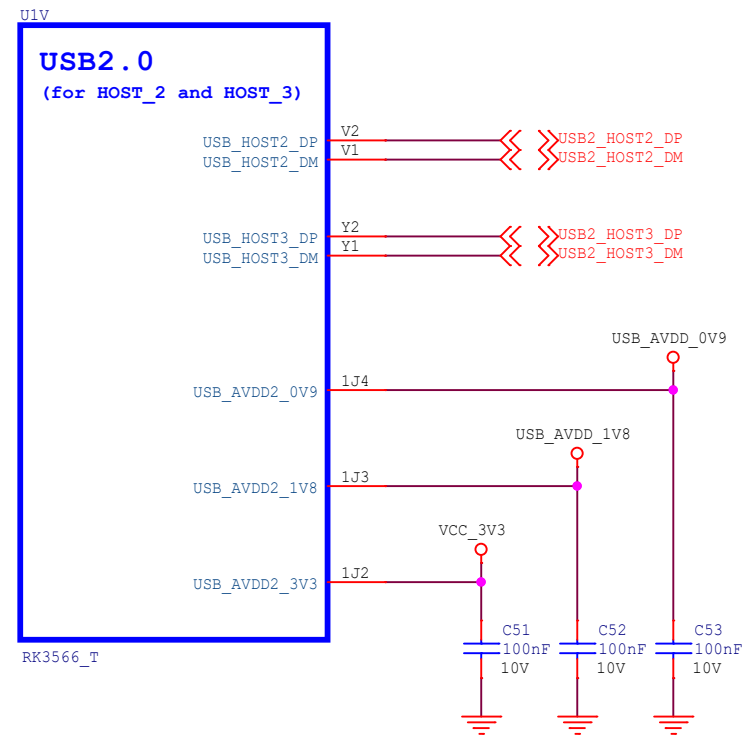 U1V
USB2.0
(for HOST_2 and HOST_3)
USB_HOST2_DP V2 USB2_HOST2_DP
USB_HOST2_DM V1 USB2_HOST2_DM
USB_HOST3_DP Y2 USB2_HOST3_DP
USB_HOST3_DM Y1 USB2_HOST3_DM
USB_AVDD_0V9
USB_AVDD2_0V9 1J4
USB_AVDD_1V8
USB_AVDD2_1V8 1J3
VCC_3V3
USB_AVDD2_3V3 1J2
C51 C52 C53
100nF 100nF 100nF
10V 10V 10V
RK3566_T